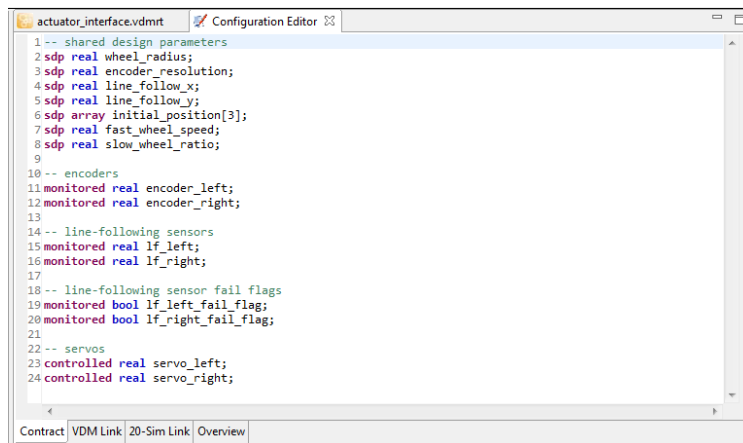 actuator_interface.vdmrt Configuration Editor
1 -- shared design parameters
2 sdp real wheel_radius;
3 sdp real encoder_resolution;
4 sdp real line_follow_x;
5 sdp real line_follow_y;
6 sdp array initial_position[3];
7 sdp real fast_wheel_speed;
8 sdp real slow_wheel_ratio;
9
10 -- encoders
11 monitored real encoder_left;
12 monitored real encoder_right;
13
14 -- line-following sensors
15 monitored real lf_left;
16 monitored real lf_right;
17
18 -- line-following sensor fail flags
19 monitored bool lf_left_fail_flag;
20 monitored bool lf_right_fail_flag;
21
22 -- servos
23 controlled real servo_left;
24 controlled real servo_right;
Contract VDM Link 20-Sim Link Overview